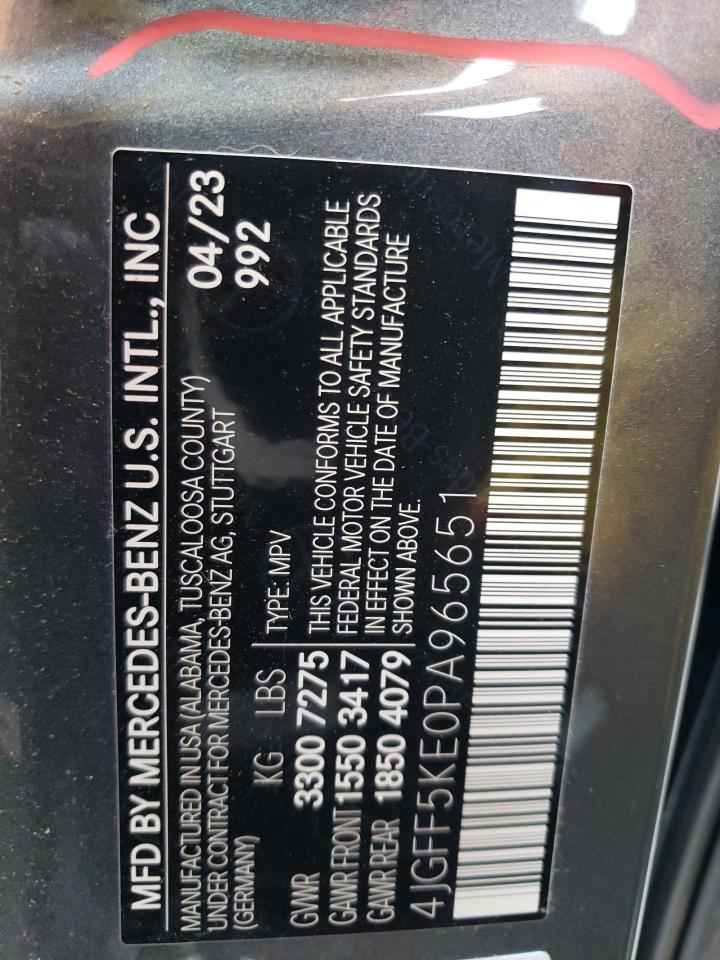 MFD BY MERCEDES-BENZ U.S. INTL., INC
MANUFACTURED IN USA (ALABAMA, TUSCALOOSA COUNTY) 04/23
UNDER CONTRACT FOR MERCEDES-BENZ AG, STUTTGART 992
(GERMANY)
KG LBS TYPE: MPV
GVWR 3300 7275 THIS VEHICLE CONFORMS TO ALL APPLICABLE
GAWR FRONT 1550 3417 FEDERAL MOTOR VEHICLE SAFETY STANDARDS
GAWR REAR 1850 4079 IN EFFECT ON THE DATE OF MANUFACTURE
SHOWN ABOVE.
4JGFF5KE0PA965651